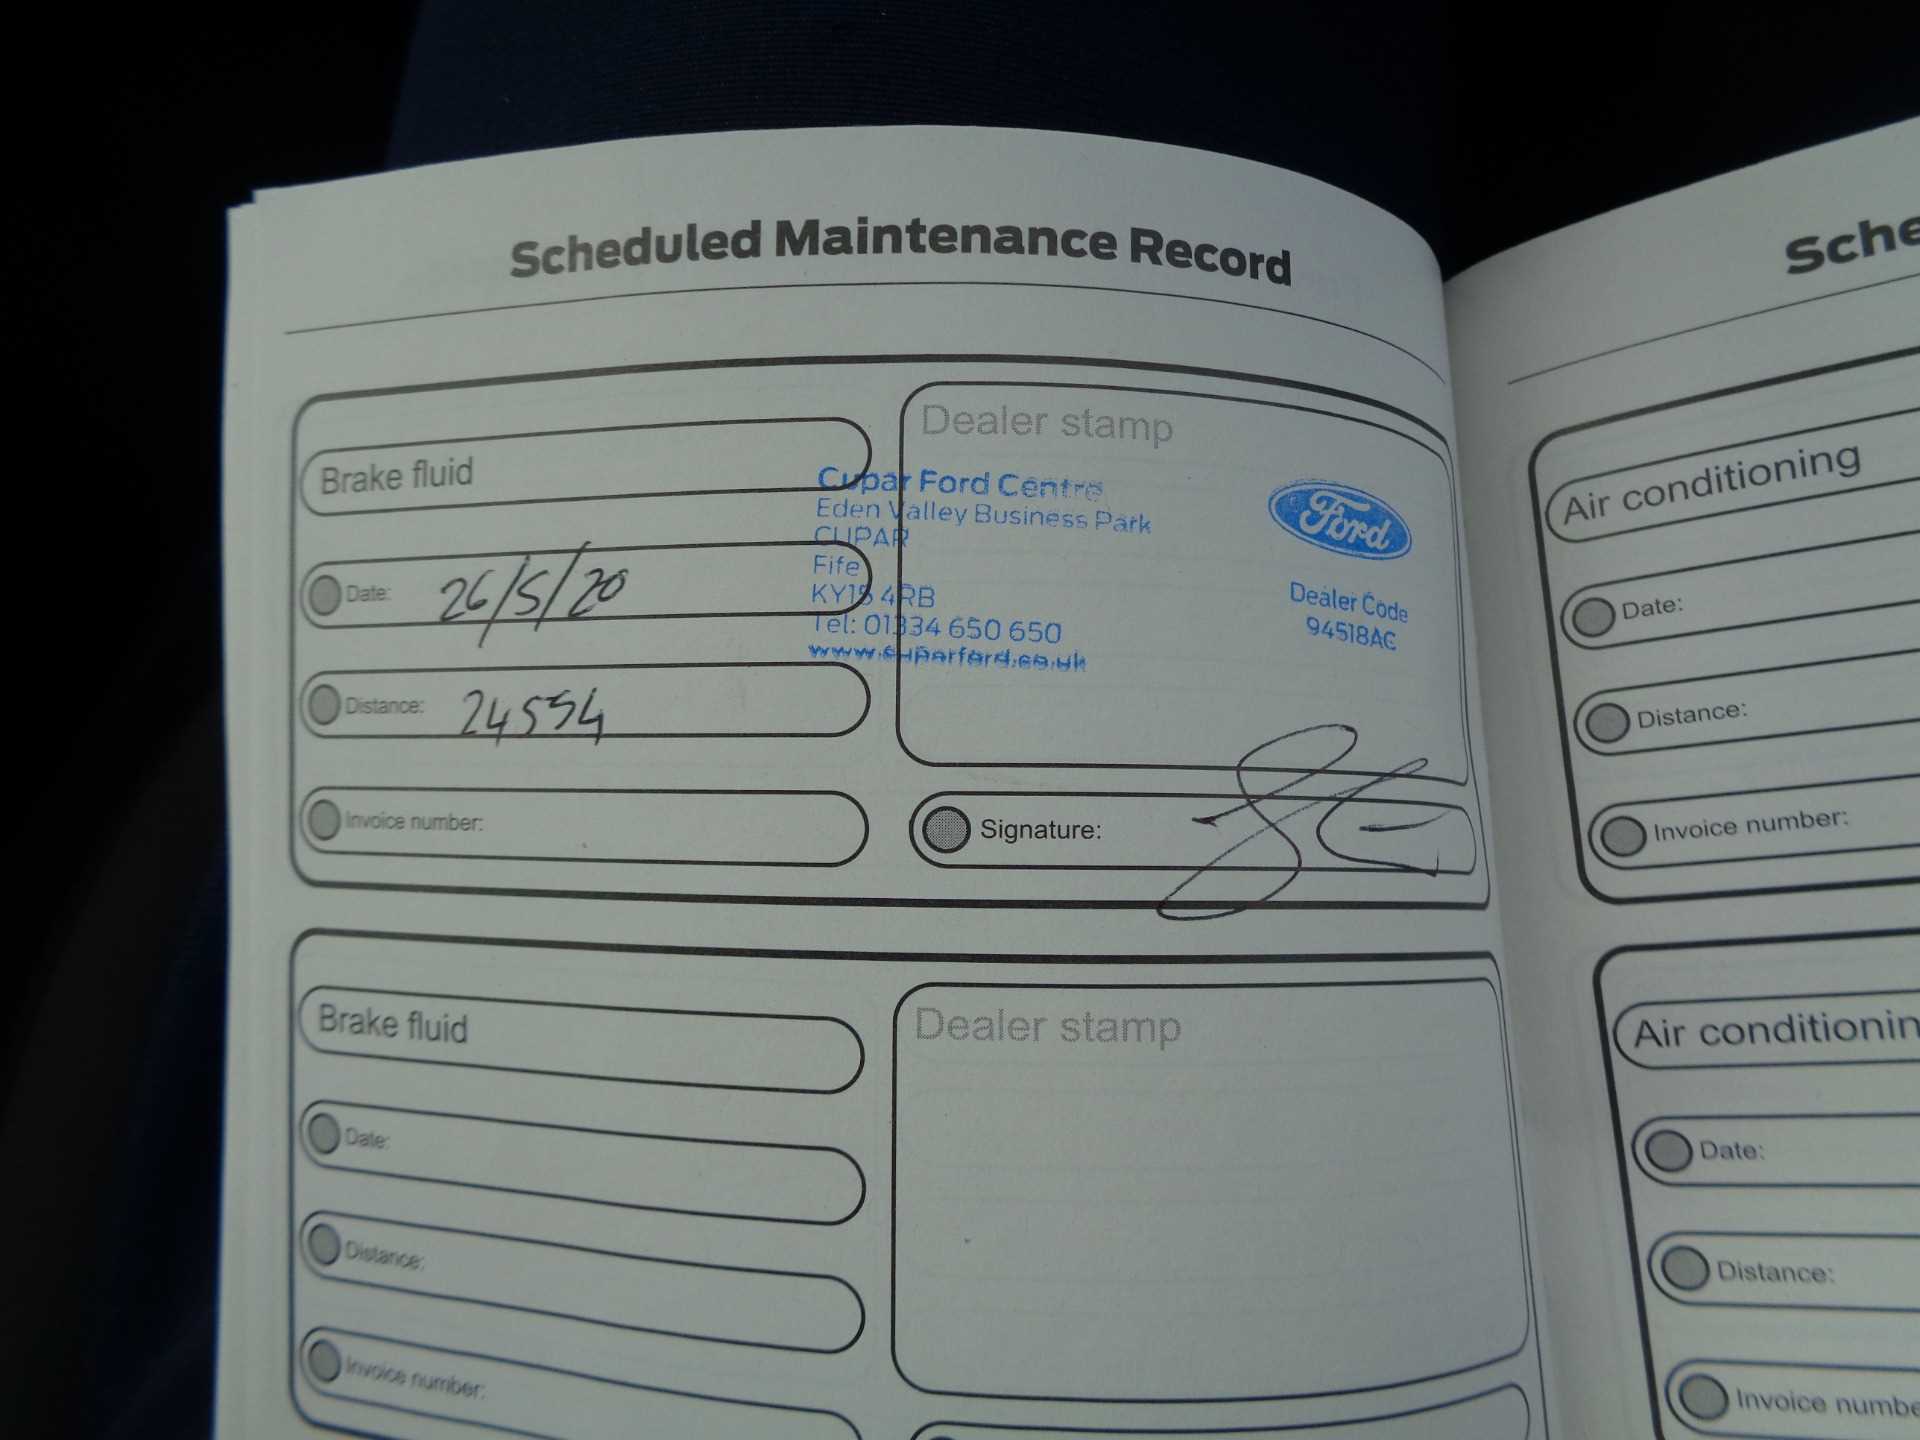 Scheduled Maintenance Record
Brake fluid
Date: 26/5/20
Distance: 24554
Invoice number:
Dealer stamp
Cupar Ford Centre
Eden Valley Business Park
CUPAR
Fife
KY15 4RB
Tel: 01334 650 650
www.cuparford.co.uk
Ford
Dealer Code
94518AC
Signature:
Brake fluid
Date:
Distance:
Invoice number:
Dealer stamp
Sche
Air conditioning
Date:
Distance:
Invoice number:
Air conditionin
Date:
Distance:
Invoice numbe